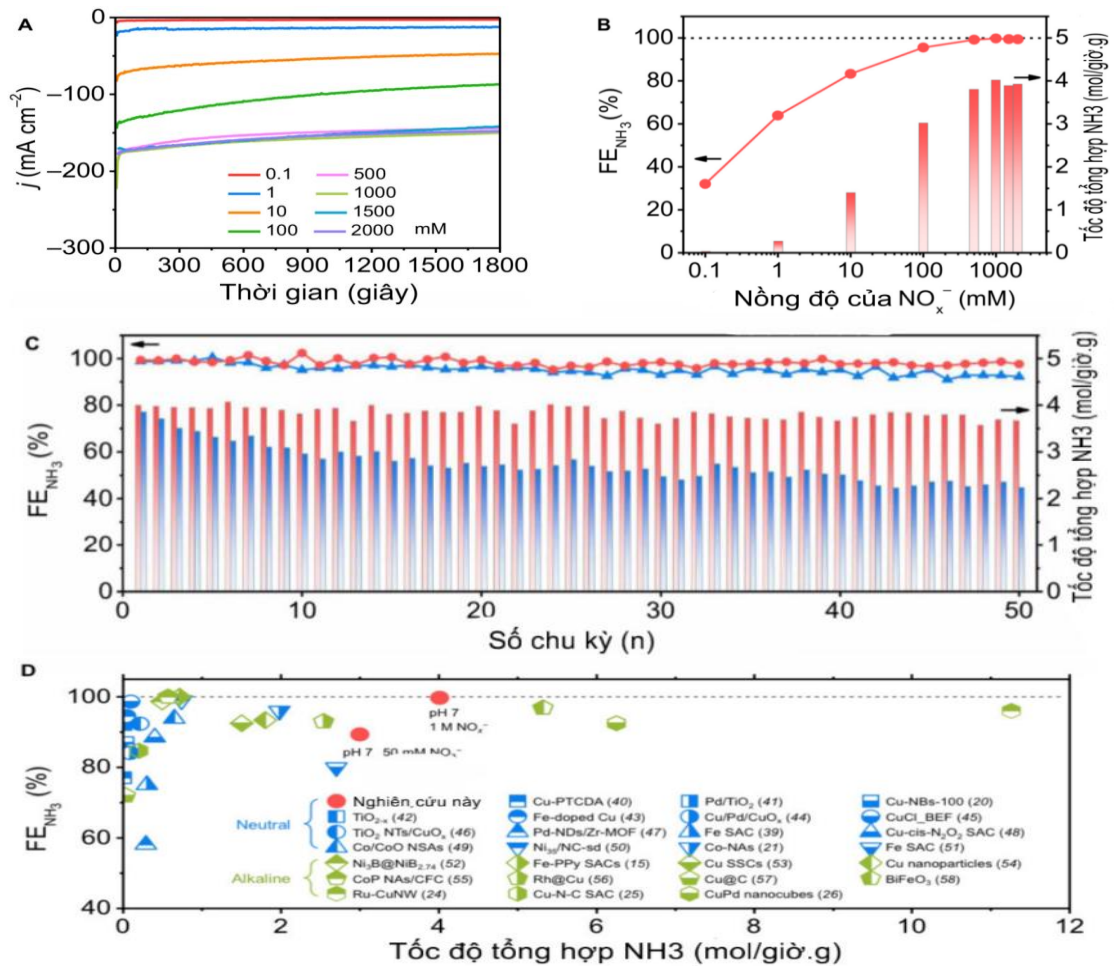 A
0
−100
−200
−300
j (mA cm⁻²)
0.1 500
1 1000
10 1500
100 2000 mM
0 300 600 900 1200 1500 1800
Thời gian (giây)
B
100
80
60
40
20
0
FE_NH₃ (%)
5
4
3
2
1
0
Tốc độ tổng hợp NH3 (mol/giờ.g)
0.1 1 10 100 1000
Nồng độ của NOₓ⁻ (mM)
C
100
80
60
40
20
0
FE_NH₃ (%)
5
4
3
2
1
0
Tốc độ tổng hợp NH3 (mol/giờ.g)
0 10 20 30 40 50
Số chu kỳ (n)
D
100
80
60
40
FE_NH₃ (%)
pH 7
1 M NOₓ⁻
pH 7 50 mM
Neutral
Nghiên cứu này Cu-PTCDA (40) Pd/TiO₂ (41) Cu-NBs-100 (20)
TiO₂₋ₓ (42) Fe-doped Cu (43) Cu/Pd/CuOₓ (44) CuCl_BEF (45)
TiO₂ NTs/CuOₓ (46) Pd-NDs/Zr-MOF (47) Fe SAC (39) Cu-cis-N₂O₂ SAC (48)
Co/CoO NSAs (49) Ni₃₅/NC-sd (50) Co-NAs (21) Fe SAC (51)
Alkaline
Ni₃B@NiB₂.₇₄ (52) Fe-PPy SACs (15) Cu SSCs (53) Cu nanoparticles (54)
CoP NAs/CFC (55) Rh@Cu (56) Cu@C (57) BiFeO₃ (58)
Ru-CuNW (24) Cu-N-C SAC (25) CuPd nanocubes (26)
0 2 4 6 8 10 12
Tốc độ tổng hợp NH3 (mol/giờ.g)